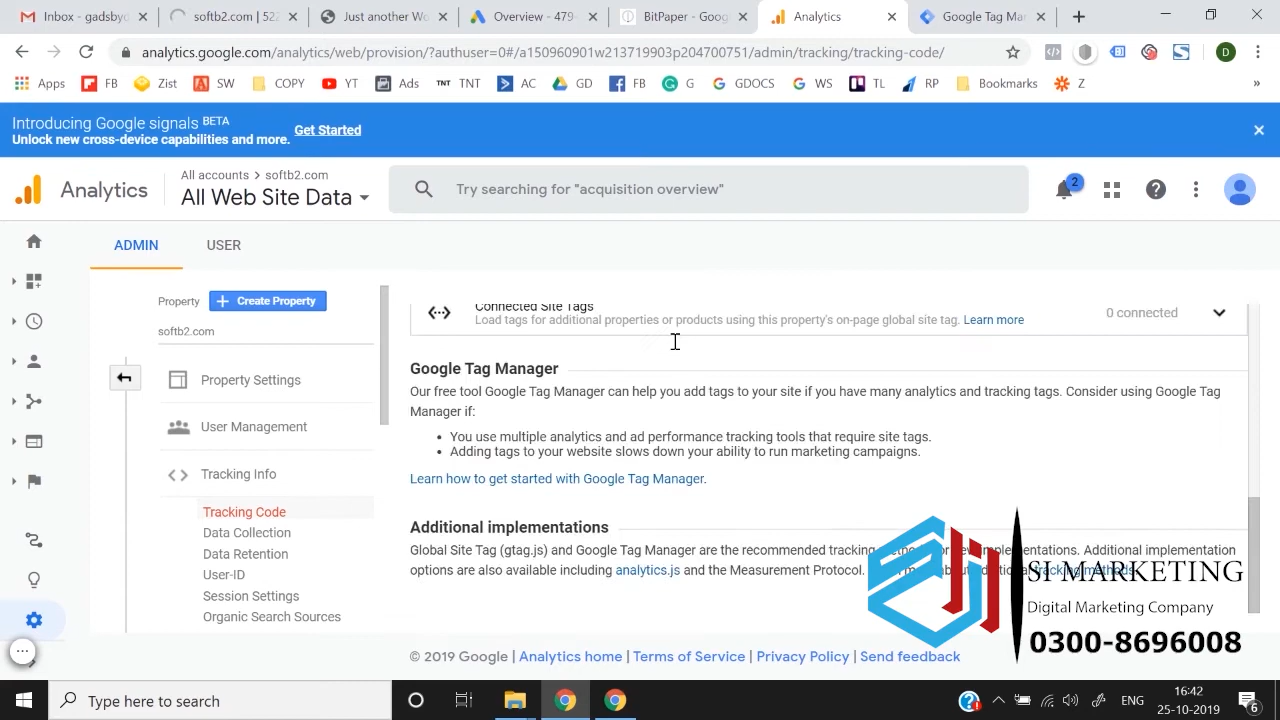 Inbox - gadsby
softb2.com | 522
Just another Wo
Overview - 479-
BitPaper - Goog
Analytics
Google Tag Mar
analytics.google.com/analytics/web/provision/?authuser=0#/a150960901w213719903p204700751/admin/tracking/tracking-code/
D
Apps FB Zist SW COPY YT Ads TNT TNT AC GD FB G GDOCS WS TL RP Bookmarks Z »
Introducing Google signals BETA
Unlock new cross-device capabilities and more. Get Started
Analytics
All accounts > softb2.com
All Web Site Data
Try searching for "acquisition overview"
2
ADMIN USER
Property + Create Property
softb2.com
Property Settings
User Management
Tracking Info
Tracking Code
Data Collection
Data Retention
User-ID
Session Settings
Organic Search Sources
Connected Site Tags
Load tags for additional properties or products using this property's on-page global site tag. Learn more
0 connected
Google Tag Manager
Our free tool Google Tag Manager can help you add tags to your site if you have many analytics and tracking tags. Consider using Google Tag
Manager if:
• You use multiple analytics and ad performance tracking tools that require site tags.
• Adding tags to your website slows down your ability to run marketing campaigns.
Learn how to get started with Google Tag Manager.
Additional implementations
Global Site Tag (gtag.js) and Google Tag Manager are the recommended tracking implementations. Additional implementation
options are also available including analytics.js and the Measurement Protocol. tracking methods.
SI MARKETING
Digital Marketing Company
0300-8696008
© 2019 Google | Analytics home | Terms of Service | Privacy Policy | Send feedback
Type here to search
ENG
16:42
25-10-2019
6